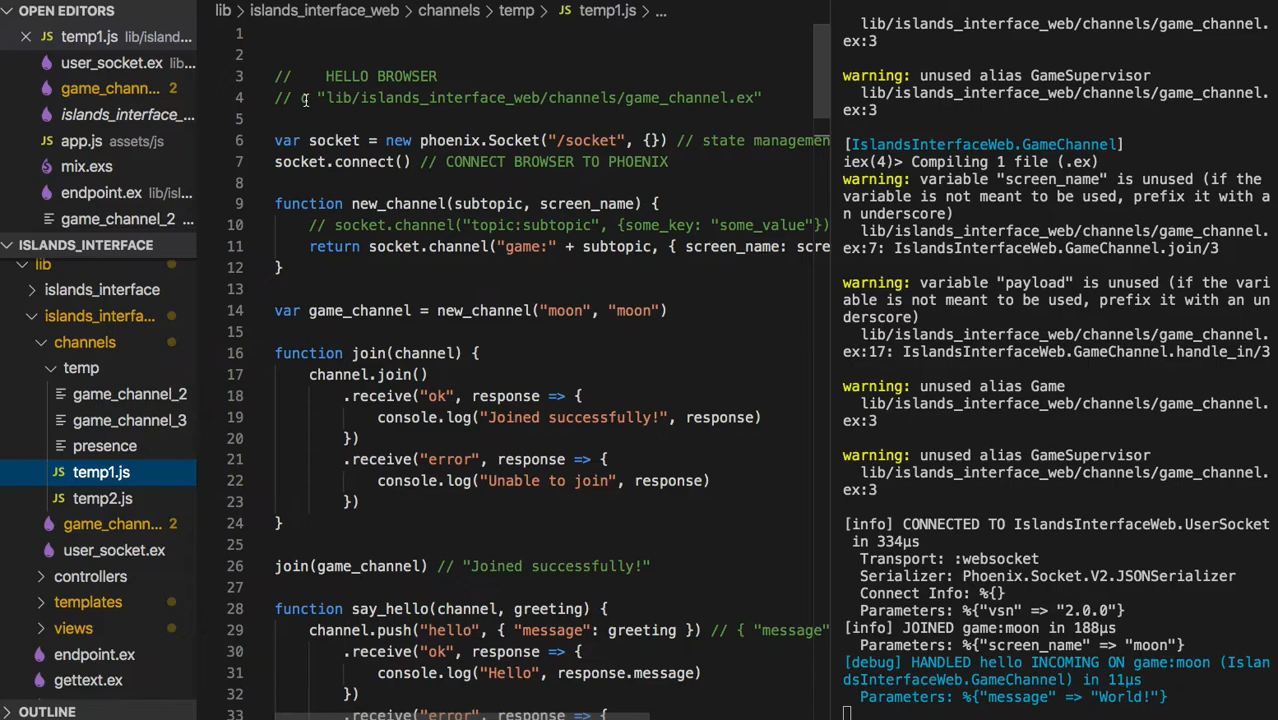 OPEN EDITORS
temp1.js lib/island...
user_socket.ex lib...
game_chann... 2
islands_interface_...
app.js assets/js
mix.exs
endpoint.ex lib/isl...
game_channel_2 ...
ISLANDS_INTERFACE
lib
islands_interface
islands_interfa...
channels
temp
game_channel_2
game_channel_3
presence
JS temp1.js
JS temp2.js
game_chann... 2
user_socket.ex
controllers
templates
views
endpoint.ex
gettext.ex
OUTLINE
lib > islands_interface_web > channels > temp > JS temp1.js > ...
1
2
3 // HELLO BROWSER
4 // "lib/islands_interface_web/channels/game_channel.ex"
5
6 var socket = new phoenix.Socket("/socket", {}) // state managemen
7 socket.connect() // CONNECT BROWSER TO PHOENIX
8
9 function new_channel(subtopic, screen_name) {
10 // socket.channel("topic:subtopic", {some_key: "some_value"})
11 return socket.channel("game:" + subtopic, { screen_name: scre
12 }
13
14 var game_channel = new_channel("moon", "moon")
15
16 function join(channel) {
17 channel.join()
18 .receive("ok", response => {
19 console.log("Joined successfully!", response)
20 })
21 .receive("error", response => {
22 console.log("Unable to join", response)
23 })
24 }
25
26 join(game_channel) // "Joined successfully!"
27
28 function say_hello(channel, greeting) {
29 channel.push("hello", { "message": greeting }) // { "message"
30 .receive("ok", response => {
31 console.log("Hello", response.message)
32 })
33 .receive("error", response => {
lib/islands_interface_web/channels/game_channel.
ex:3
warning: unused alias GameSupervisor
lib/islands_interface_web/channels/game_channel.
ex:3
[IslandsInterfaceWeb.GameChannel]
iex(4)> Compiling 1 file (.ex)
warning: variable "screen_name" is unused (if the
variable is not meant to be used, prefix it with a
n underscore)
lib/islands_interface_web/channels/game_channel.
ex:7: IslandsInterfaceWeb.GameChannel.join/3
warning: variable "payload" is unused (if the vari
able is not meant to be used, prefix it with an un
derscore)
lib/islands_interface_web/channels/game_channel.
ex:17: IslandsInterfaceWeb.GameChannel.handle_in/3
warning: unused alias Game
lib/islands_interface_web/channels/game_channel.
ex:3
warning: unused alias GameSupervisor
lib/islands_interface_web/channels/game_channel.
ex:3
[info] CONNECTED TO IslandsInterfaceWeb.UserSocket
in 334µs
Transport: :websocket
Serializer: Phoenix.Socket.V2.JSONSerializer
Connect Info: %{}
Parameters: %{"vsn" => "2.0.0"}
[info] JOINED game:moon in 188µs
Parameters: %{"screen_name" => "moon"}
[debug] HANDLED hello INCOMING ON game:moon (Islan
dsInterfaceWeb.GameChannel) in 11µs
Parameters: %{"message" => "World!"}